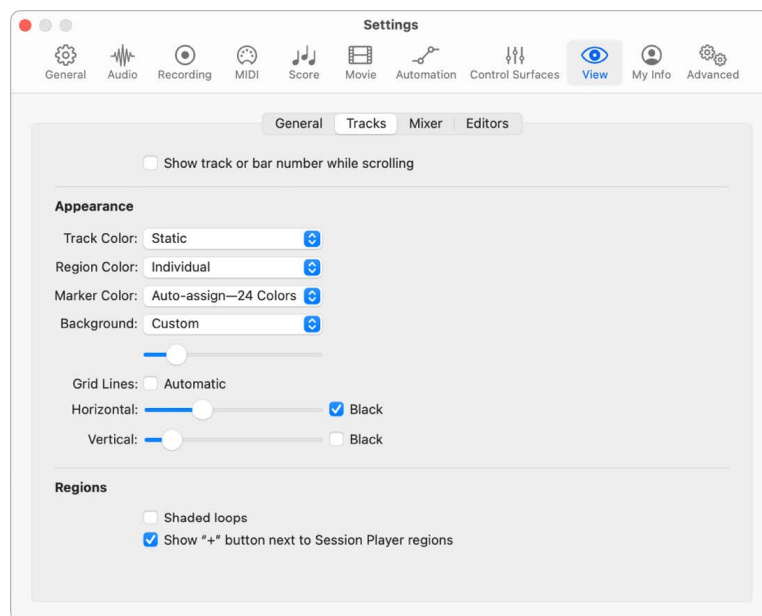 Settings
General Audio Recording MIDI Score Movie Automation Control Surfaces View My Info Advanced
General Tracks Mixer Editors
Show track or bar number while scrolling
Appearance
Track Color: Static
Region Color: Individual
Marker Color: Auto-assign—24 Colors
Background: Custom
Grid Lines: Automatic
Horizontal: Black
Vertical: Black
Regions
Shaded loops
Show “+” button next to Session Player regions